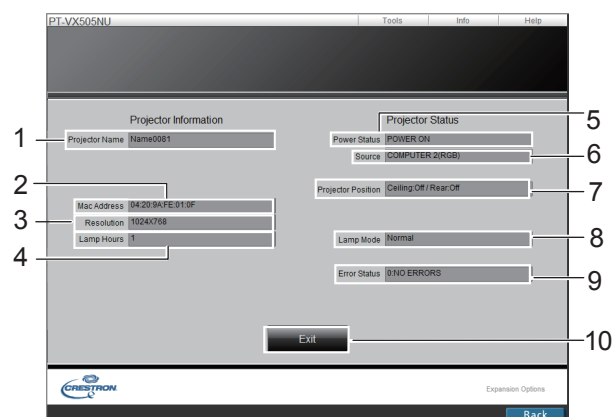 PT-VX505NU
Tools Info Help
Projector Information
Projector Status
1 Projector Name Name0081
5 Power Status POWER ON
Source COMPUTER 2(RGB) 6
Projector Position Ceiling:Off / Rear:Off 7
2
Mac Address 04:20:9A:FE:01:0F
3 Resolution 1024X768
Lamp Hours 1
4
Lamp Mode Normal 8
Error Status 0:NO ERRORS 9
Exit 10
CRESTRON
Expansion Options
Back